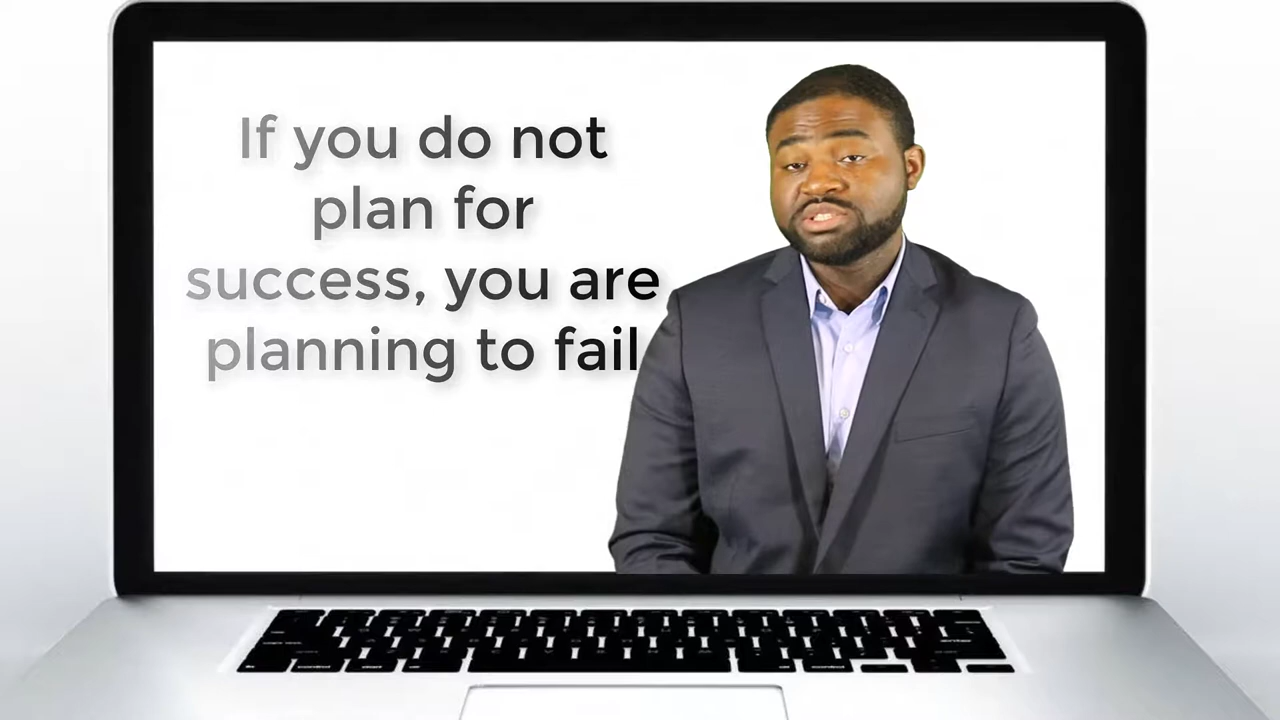 If you do not
plan for
success, you are
planning to fail